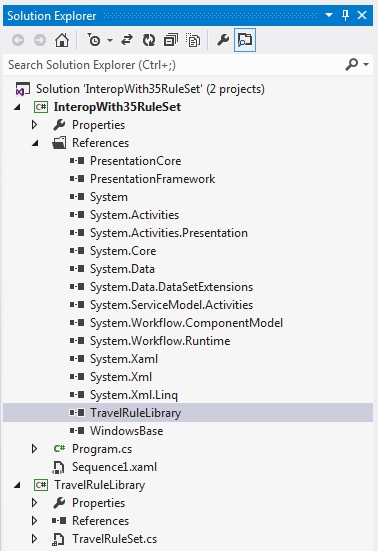 Solution Explorer
Search Solution Explorer (Ctrl+;)
Solution 'InteropWith35RuleSet' (2 projects)
C# InteropWith35RuleSet
Properties
References
PresentationCore
PresentationFramework
System
System.Activities
System.Activities.Presentation
System.Core
System.Data
System.Data.DataSetExtensions
System.ServiceModel.Activities
System.Workflow.ComponentModel
System.Workflow.Runtime
System.Xaml
System.Xml
System.Xml.Linq
TravelRuleLibrary
WindowsBase
C# Program.cs
Sequence1.xaml
C# TravelRuleLibrary
Properties
References
TravelRuleSet.cs